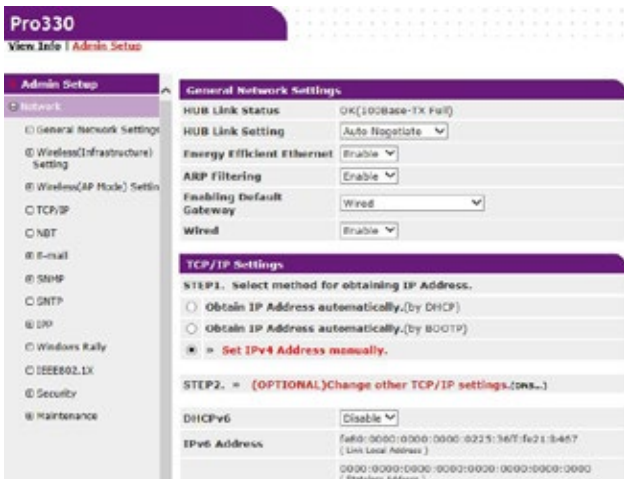 Pro330
View Info | Admin Setup
Admin Setup
Network
General Network Settings
Wireless(Infrastructure)
Setting
Wireless(AP Mode) Settin
TCP/IP
NBT
E-mail
SNMP
SNTP
IPP
Windows Rally
IEEE802.1X
Security
Maintenance
General Network Settings
HUB Link Status OK(100Base-TX Full)
HUB Link Setting Auto Negotiate
Energy Efficient Ethernet Enable
ARP Filtering Enable
Enabling Default
Gateway Wired
Wired Enable
TCP/IP Settings
STEP1. Select method for obtaining IP Address.
Obtain IP Address automatically.(by DHCP)
Obtain IP Address automatically.(by BOOTP)
» Set IPv4 Address manually.
STEP2. » (OPTIONAL)Change other TCP/IP settings.(DNS...)
DHCPv6 Disable
IPv6 Address
( Link Local Address )
0000:0000:0000:0000:0000:0000:0000:0000
( Stateless Address )